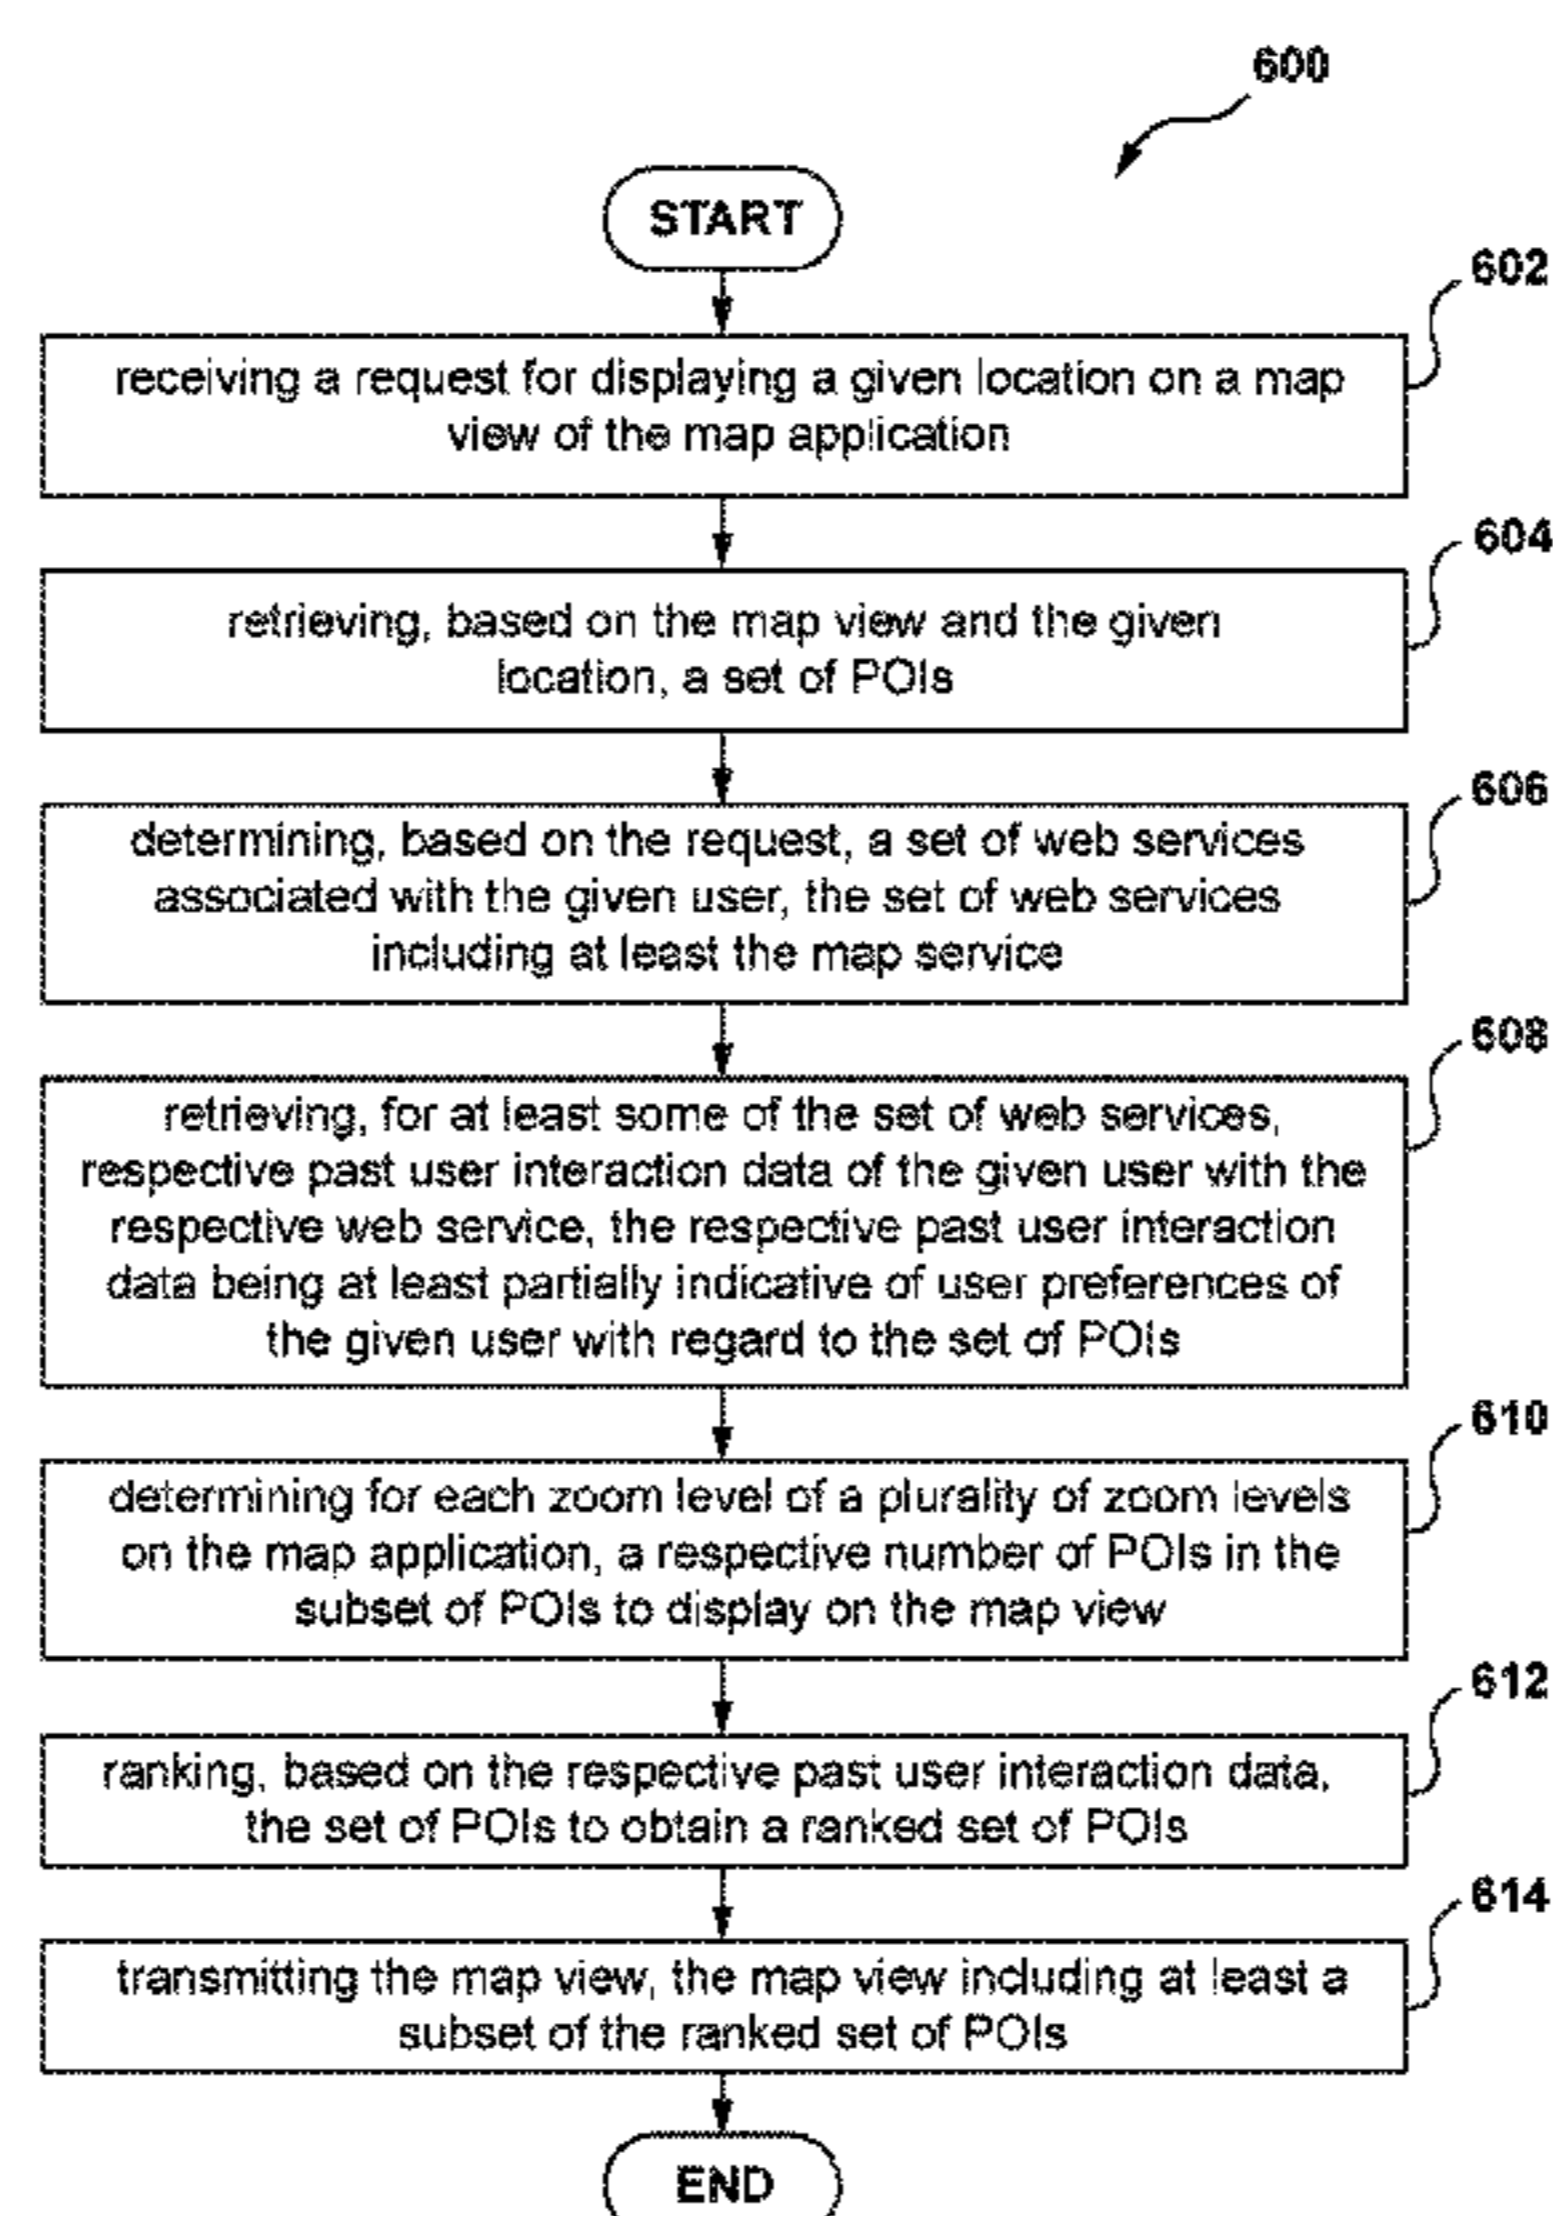 600
START
602
receiving a request for displaying a given location on a map
view of the map application
604
retrieving, based on the map view and the given
location, a set of POIs
606
determining, based on the request, a set of web services
associated with the given user, the set of web services
including at least the map service
608
retrieving, for at least some of the set of web services,
respective past user interaction data of the given user with the
respective web service, the respective past user interaction
data being at least partially indicative of user preferences of
the given user with regard to the set of POIs
610
determining for each zoom level of a plurality of zoom levels
on the map application, a respective number of POIs in the
subset of POIs to display on the map view
612
ranking, based on the respective past user interaction data,
the set of POIs to obtain a ranked set of POIs
614
transmitting the map view, the map view including at least a
subset of the ranked set of POIs
END